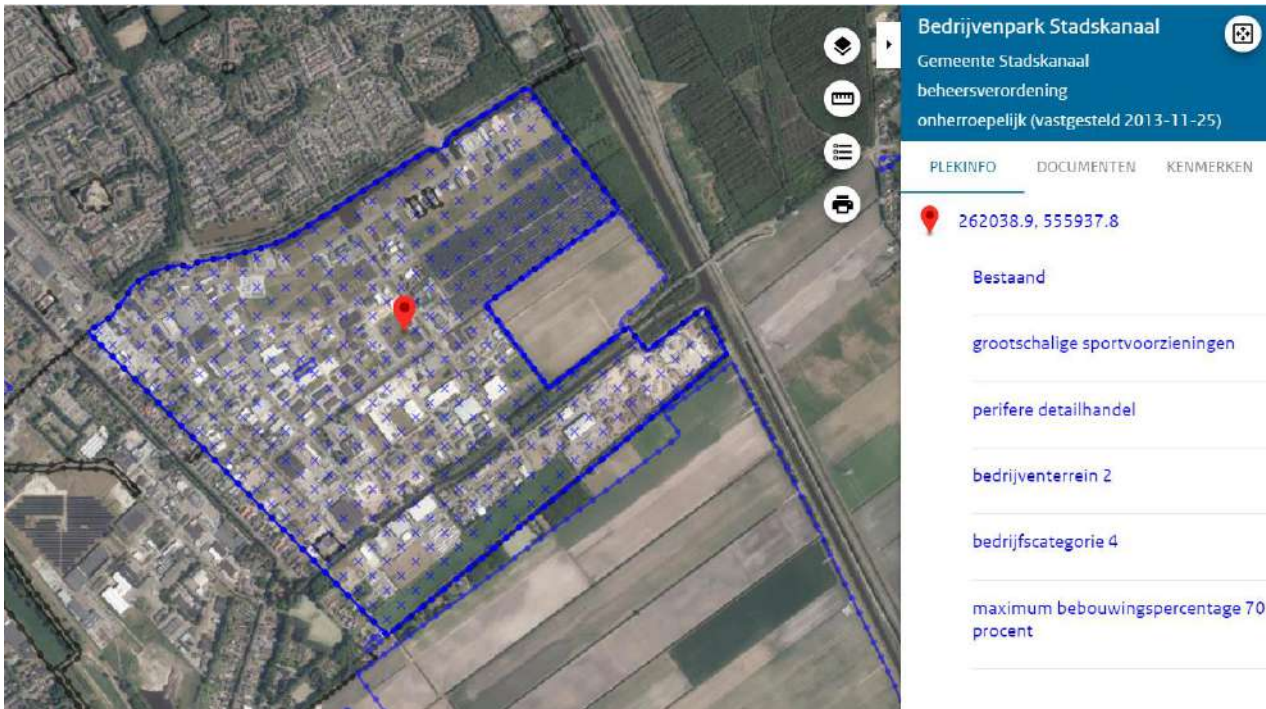 Bedrijvenpark Stadskanaal
Gemeente Stadskanaal
beheersverordening
onherroepelijk (vastgesteld 2013-11-25)
PLEKINFO DOCUMENTEN KENMERKEN
262038.9, 555937.8
Bestaand
grootschalige sportvoorzieningen
perifere detailhandel
bedrijventerrein 2
bedrijfscategorie 4
maximum bebouwingspercentage 70
procent